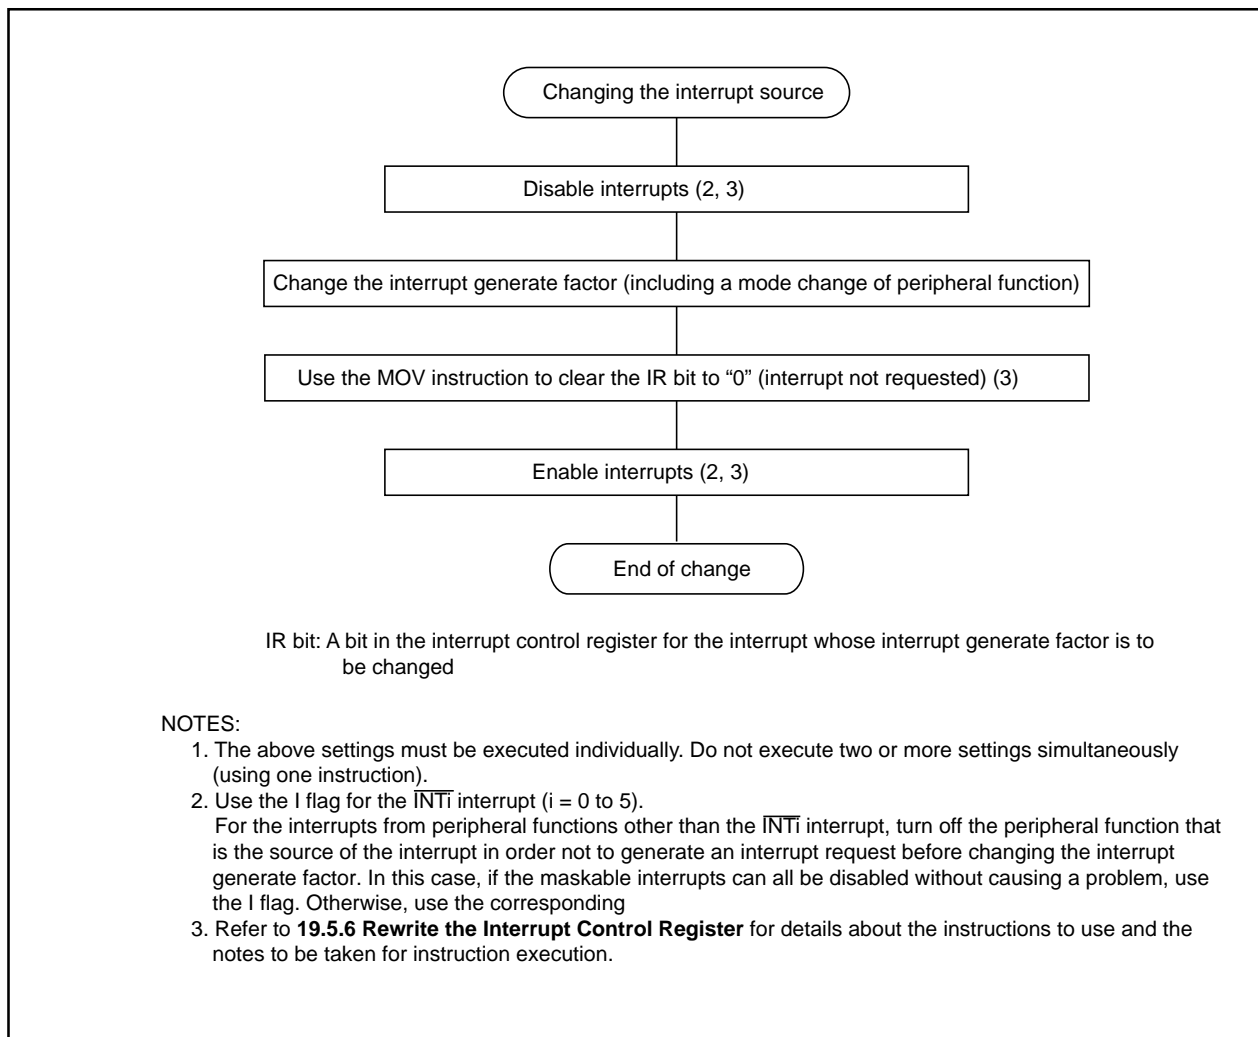 Changing the interrupt source
Disable interrupts (2, 3)
Change the interrupt generate factor (including a mode change of peripheral function)
Use the MOV instruction to clear the IR bit to “0” (interrupt not requested) (3)
Enable interrupts (2, 3)
End of change
IR bit: A bit in the interrupt control register for the interrupt whose interrupt generate factor is to
be changed
NOTES:
1. The above settings must be executed individually. Do not execute two or more settings simultaneously
(using one instruction).
2. Use the I flag for the I̅N̅T̅i̅ interrupt (i = 0 to 5).
For the interrupts from peripheral functions other than the I̅N̅T̅i̅ interrupt, turn off the peripheral function that
is the source of the interrupt in order not to generate an interrupt request before changing the interrupt
generate factor. In this case, if the maskable interrupts can all be disabled without causing a problem, use
the I flag. Otherwise, use the corresponding
3. Refer to 19.5.6 Rewrite the Interrupt Control Register for details about the instructions to use and the
notes to be taken for instruction execution.